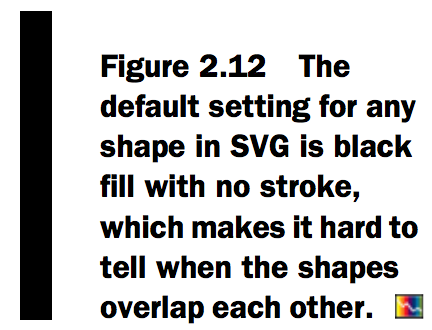 Figure 2.12 The
default setting for any
shape in SVG is black
fill with no stroke,
which makes it hard to
tell when the shapes
overlap each other.